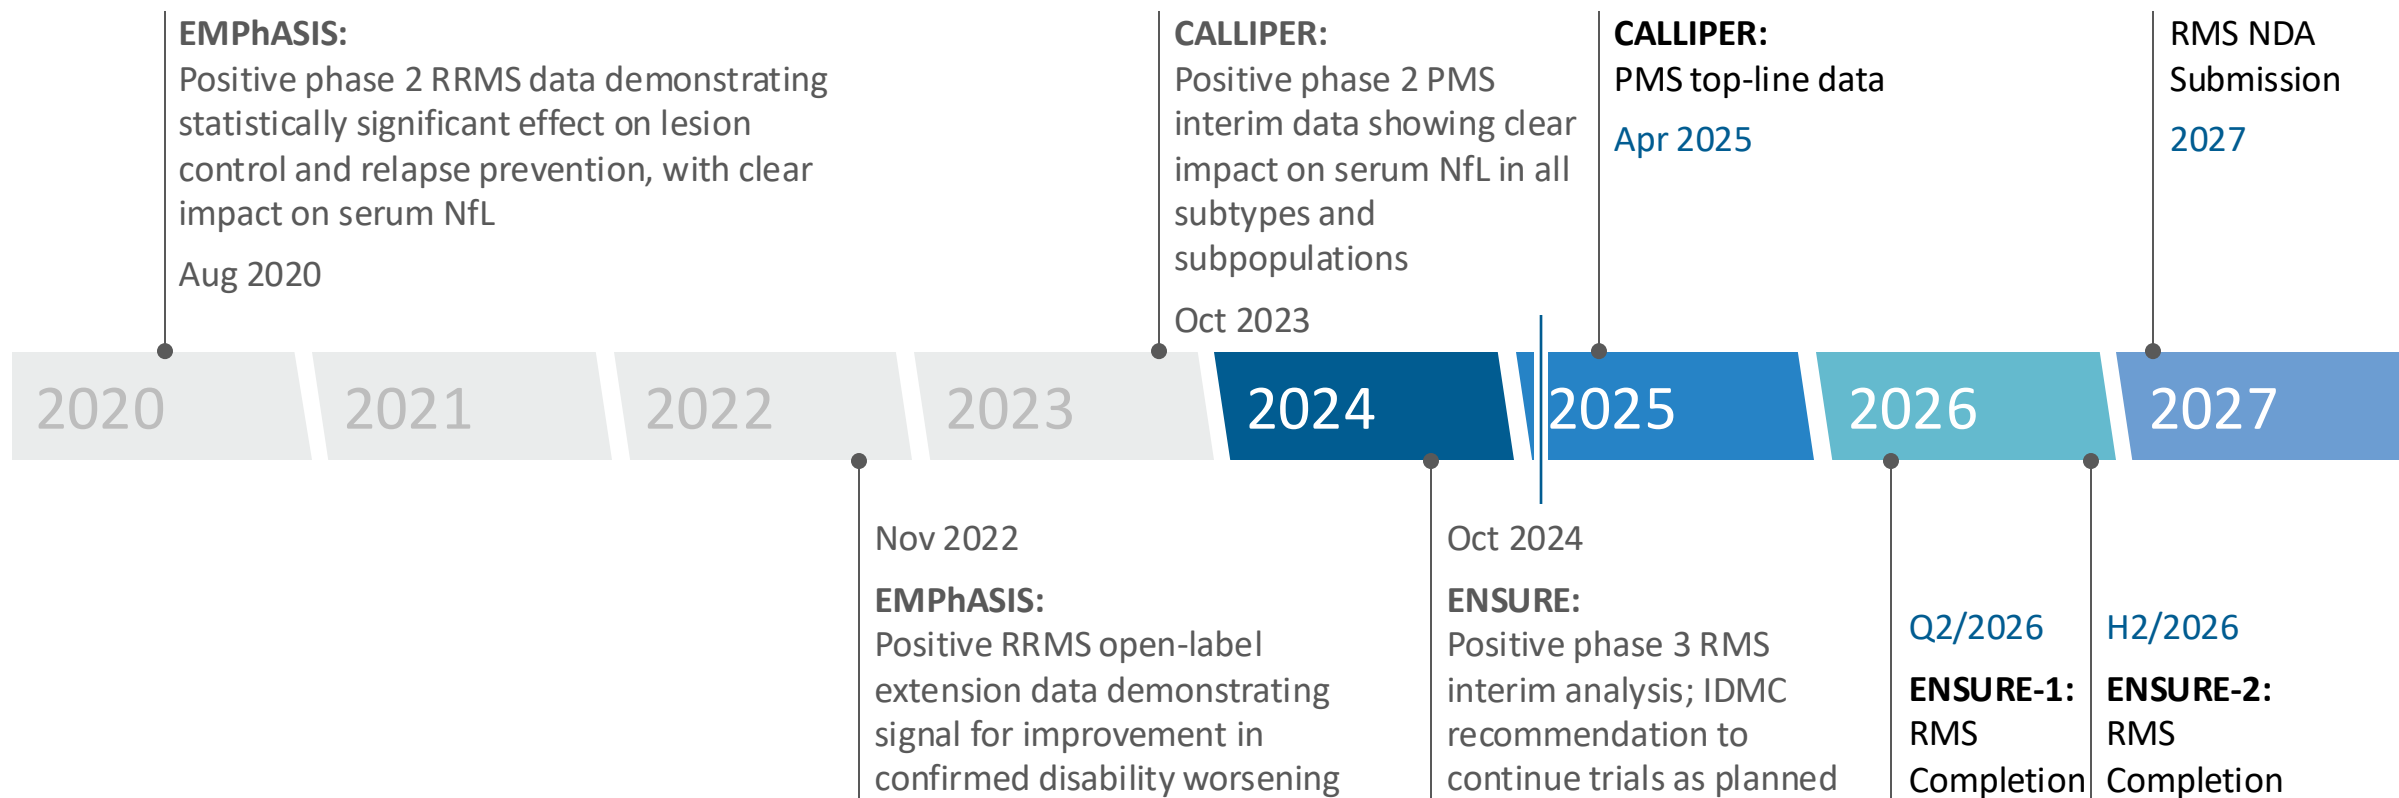 EMPhASIS:
Positive phase 2 RRMS data demonstrating
statistically significant effect on lesion
control and relapse prevention, with clear
impact on serum NfL
Aug 2020
CALLIPER:
Positive phase 2 PMS
interim data showing clear
impact on serum NfL in all
subtypes and
subpopulations
Oct 2023
CALLIPER:
PMS top-line data
Apr 2025
RMS NDA
Submission
2027
2020
2021
2022
2023
2024
2025
2026
2027
Nov 2022
EMPhASIS:
Positive RRMS open-label
extension data demonstrating
signal for improvement in
confirmed disability worsening
Oct 2024
ENSURE:
Positive phase 3 RMS
interim analysis; IDMC
recommendation to
continue trials as planned
Q2/2026
ENSURE-1:
RMS
Completion
H2/2026
ENSURE-2:
RMS
Completion